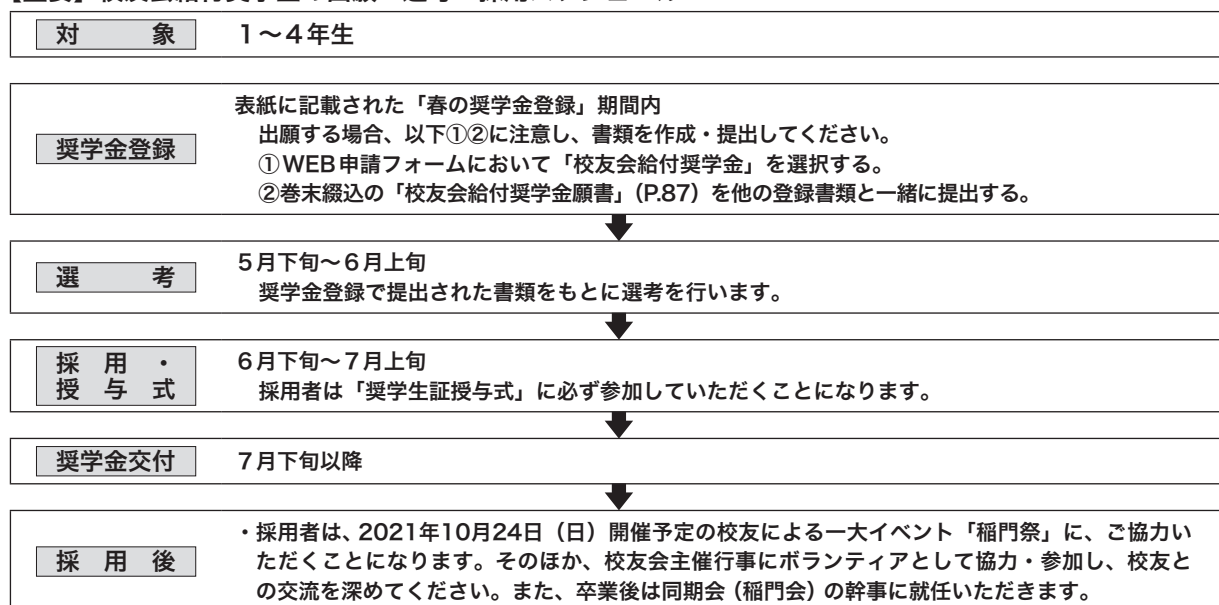 対　　象　１～４年生
奨学金登録
表紙に記載された「春の奨学金登録」期間内
出願する場合、以下①②に注意し、書類を作成・提出してください。
①WEB申請フォームにおいて「校友会給付奨学金」を選択する。
②巻末綴込の「校友会給付奨学金願書」（P.87）を他の登録書類と一緒に提出する。
選　　考
５月下旬～６月上旬
奨学金登録で提出された書類をもとに選考を行います。
採　用　・
授　与　式
６月下旬～７月上旬
採用者は「奨学生証授与式」に必ず参加していただくことになります。
奨学金交付　７月下旬以降
採　用　後
・採用者は、2021年10月24日（日）開催予定の校友による一大イベント「稲門祭」に、ご協力い
ただくことになります。そのほか、校友会主催行事にボランティアとして協力・参加し、校友と
の交流を深めてください。また、卒業後は同期会（稲門会）の幹事に就任いただきます。